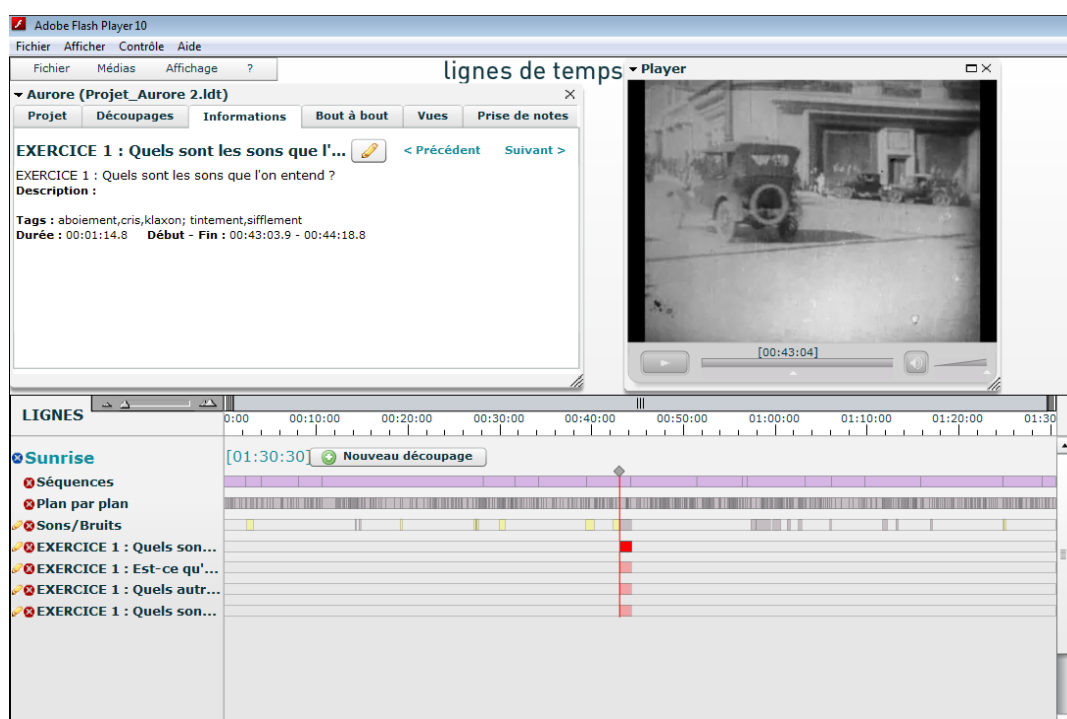 Adobe Flash Player 10
Fichier Afficher Contrôle Aide
Fichier Médias Affichage ?
lignes de temps
Aurore (Projet_Aurore 2.ldt)
Projet Découpages Informations Bout à bout Vues Prise de notes
EXERCICE 1 : Quels sont les sons que l'... < Précédent Suivant >
EXERCICE 1 : Quels sont les sons que l'on entend ?
Description :
Tags : aboiement,cris,klaxon; tintement,sifflement
Durée : 00:01:14.8 Début - Fin : 00:43:03.9 - 00:44:18.8
Player
[00:43:04]
LIGNES
0:00 00:10:00 00:20:00 00:30:00 00:40:00 00:50:00 01:00:00 01:10:00 01:20:00 01:30
Sunrise [01:30:30] Nouveau découpage
Séquences
Plan par plan
Sons/Bruits
EXERCICE 1 : Quels son...
EXERCICE 1 : Est-ce qu'...
EXERCICE 1 : Quels autr...
EXERCICE 1 : Quels son...